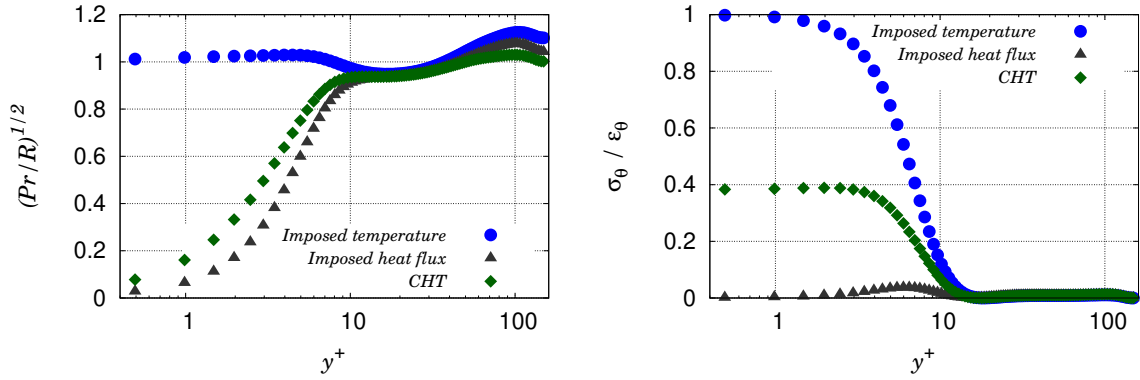 (Pr/R)^{1/2}
1.2
1
0.8
0.6
0.4
0.2
0
1
10
100
y⁺
Imposed temperature
Imposed heat flux
CHT
σ_θ / ε_θ
1
0.8
0.6
0.4
0.2
0
1
10
100
y⁺
Imposed temperature
Imposed heat flux
CHT